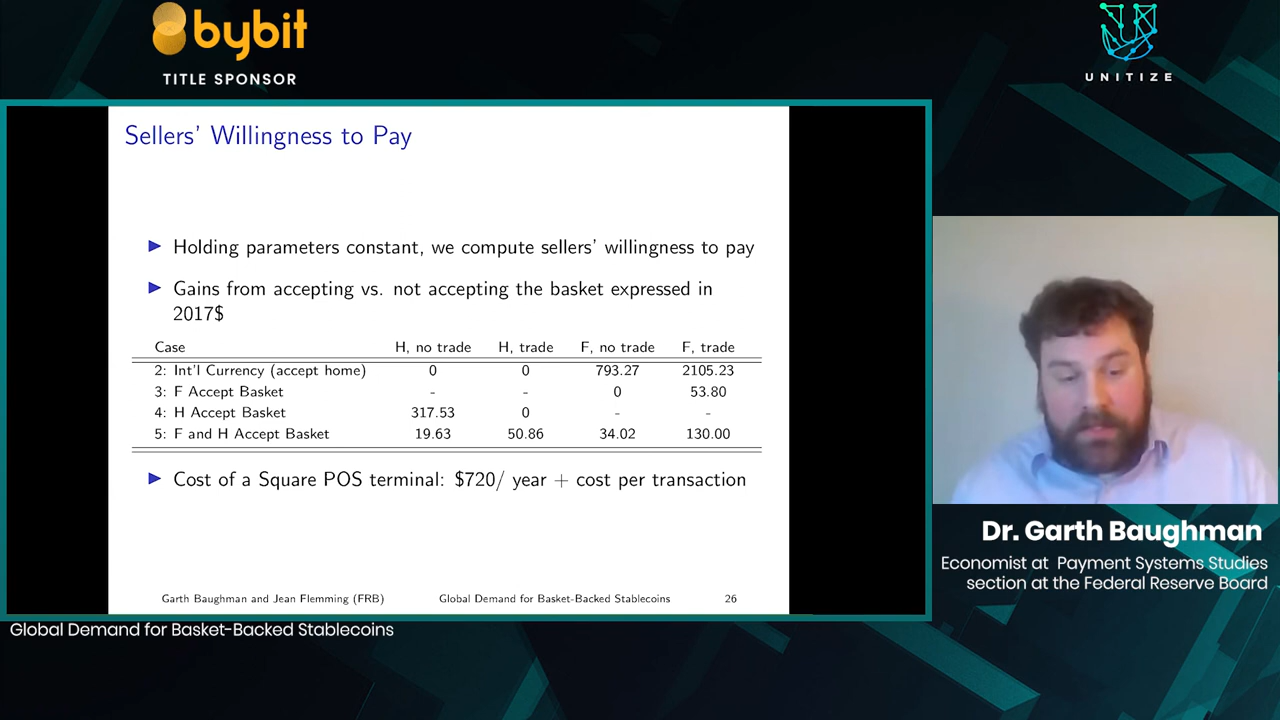 bybit
TITLE SPONSOR
UNITIZE
Sellers' Willingness to Pay
Holding parameters constant, we compute sellers' willingness to pay
Gains from accepting vs. not accepting the basket expressed in
2017$
Case H, no trade H, trade F, no trade F, trade
2: Int'l Currency (accept home) 0 0 793.27 2105.23
3: F Accept Basket - - 0 53.80
4: H Accept Basket 317.53 0 - -
5: F and H Accept Basket 19.63 50.86 34.02 130.00
Cost of a Square POS terminal: $720/ year + cost per transaction
Garth Baughman and Jean Flemming (FRB) Global Demand for Basket-Backed Stablecoins 26
Dr. Garth Baughman
Economist at Payment Systems Studies
section at the Federal Reserve Board
Global Demand for Basket-Backed Stablecoins